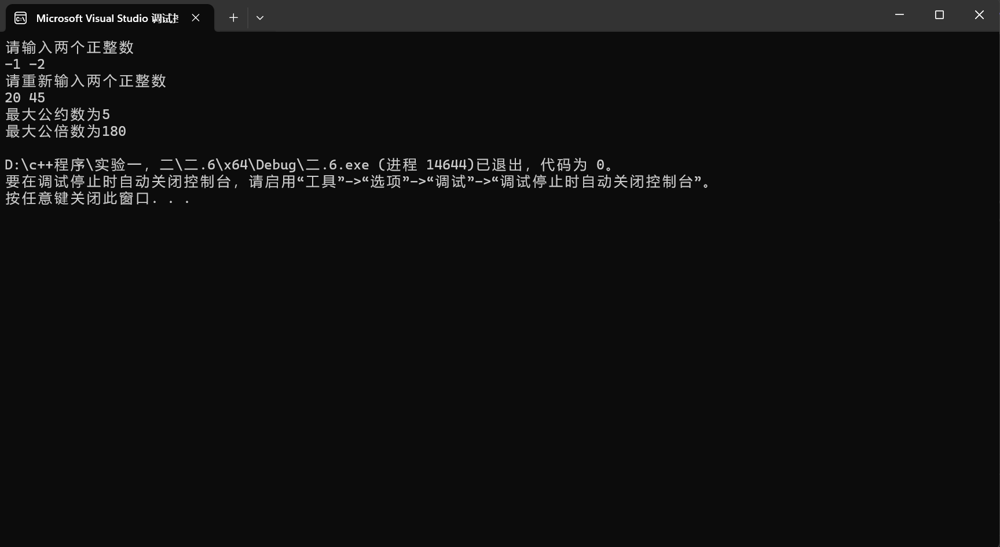 Microsoft Visual Studio 调试
请输入两个正整数
-1 -2
请重新输入两个正整数
20 45
最大公约数为5
最大公倍数为180
D:\c++程序\实验一，二\二.6\x64\Debug\二.6.exe (进程 14644)已退出，代码为 0。
要在调试停止时自动关闭控制台，请启用“工具”->“选项”->“调试”->“调试停止时自动关闭控制台”。
按任意键关闭此窗口. . .